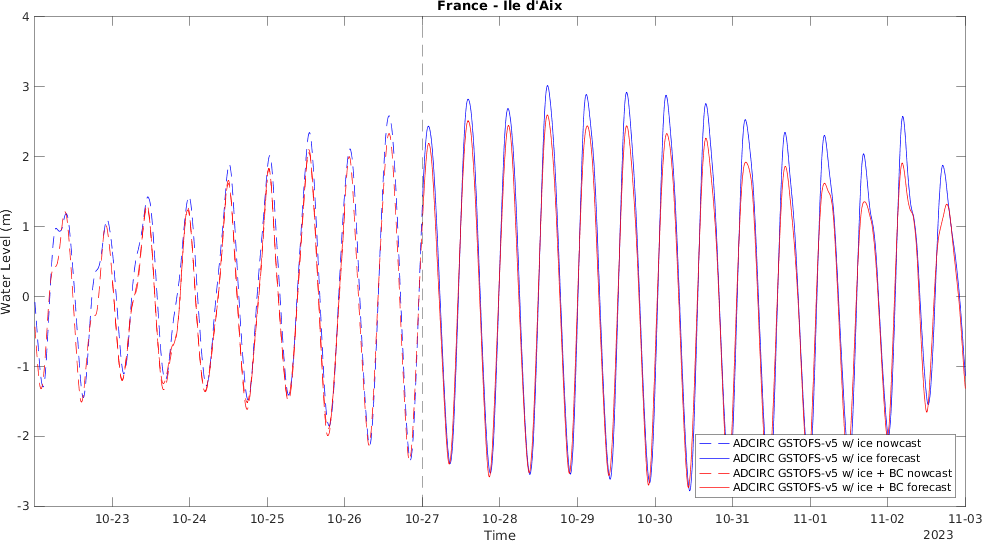 France - Ile d'Aix
4
3
2
1
0
-1
-2
-3
Water Level (m)
ADCIRC GSTOFS-v5 w/ ice nowcast
ADCIRC GSTOFS-v5 w/ ice forecast
ADCIRC GSTOFS-v5 w/ ice + BC nowcast
ADCIRC GSTOFS-v5 w/ ice + BC forecast
10-23 10-24 10-25 10-26 10-27 10-28 10-29 10-30 10-31 11-01 11-02 11-03
Time
2023